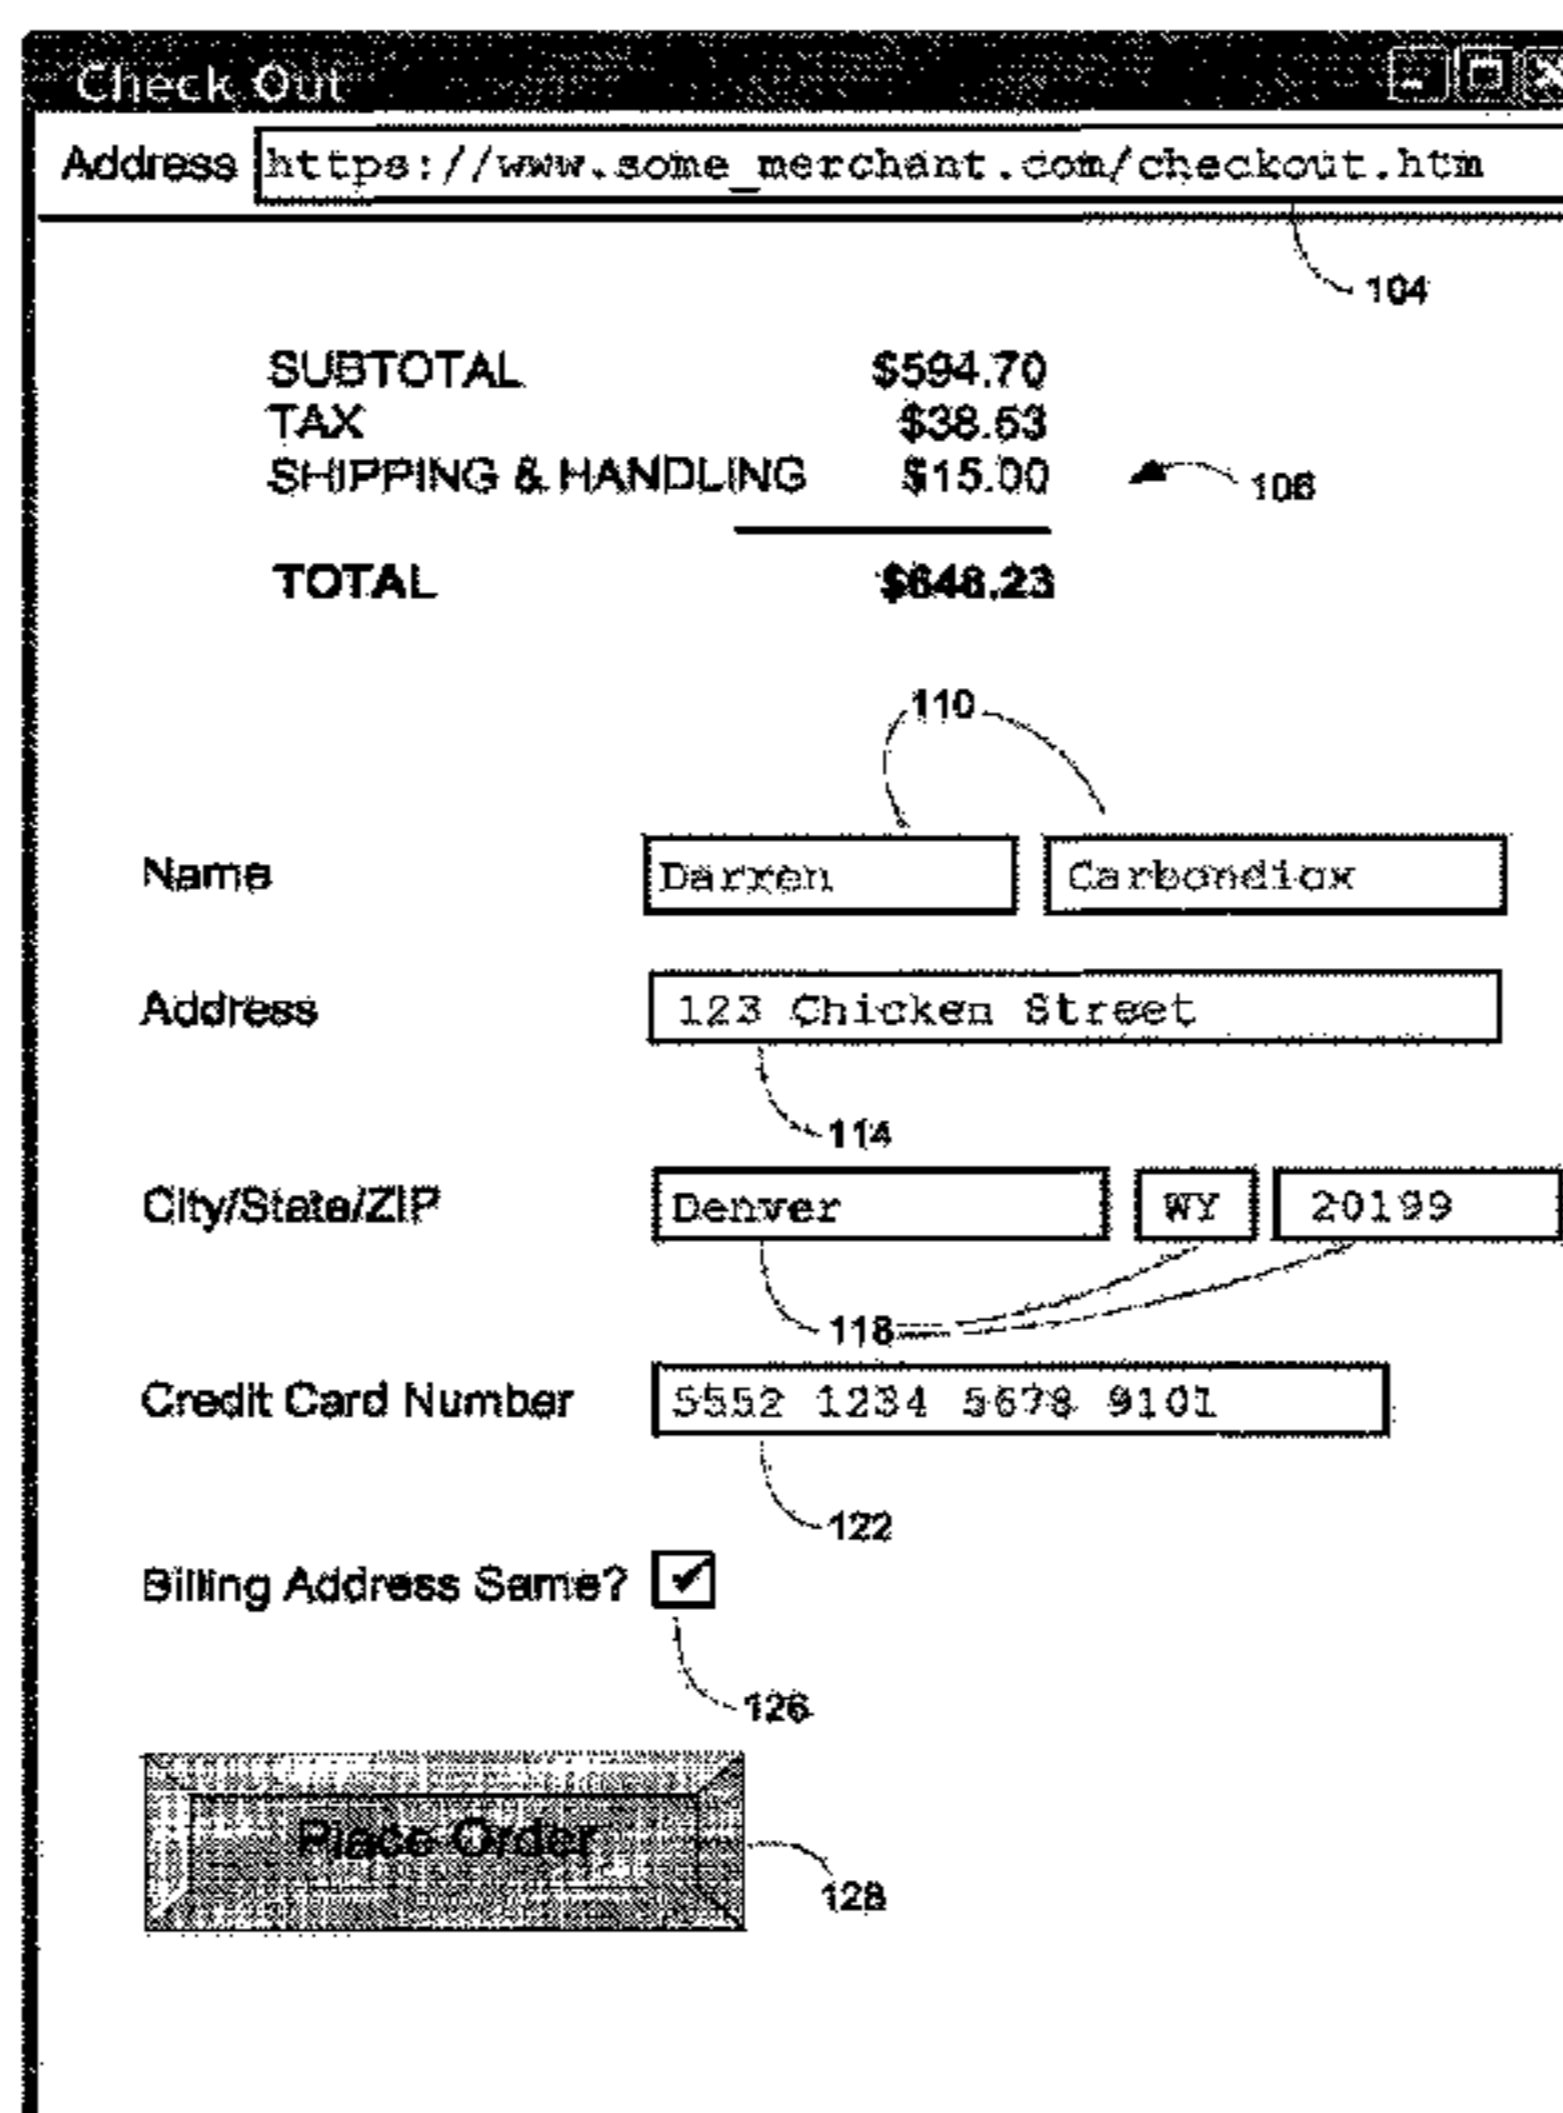 Check Out
Address https://www.some_merchant.com/checkout.htm
104
SUBTOTAL $594.70
TAX $38.53
SHIPPING & HANDLING $15.00
106
TOTAL $648.23
110
Name Darren Carbondiox
Address 123 Chicken Street
114
City/State/ZIP Denver WY 20199
118
Credit Card Number 5552 1234 5678 9101
122
Billing Address Same?
126
Place Order
128